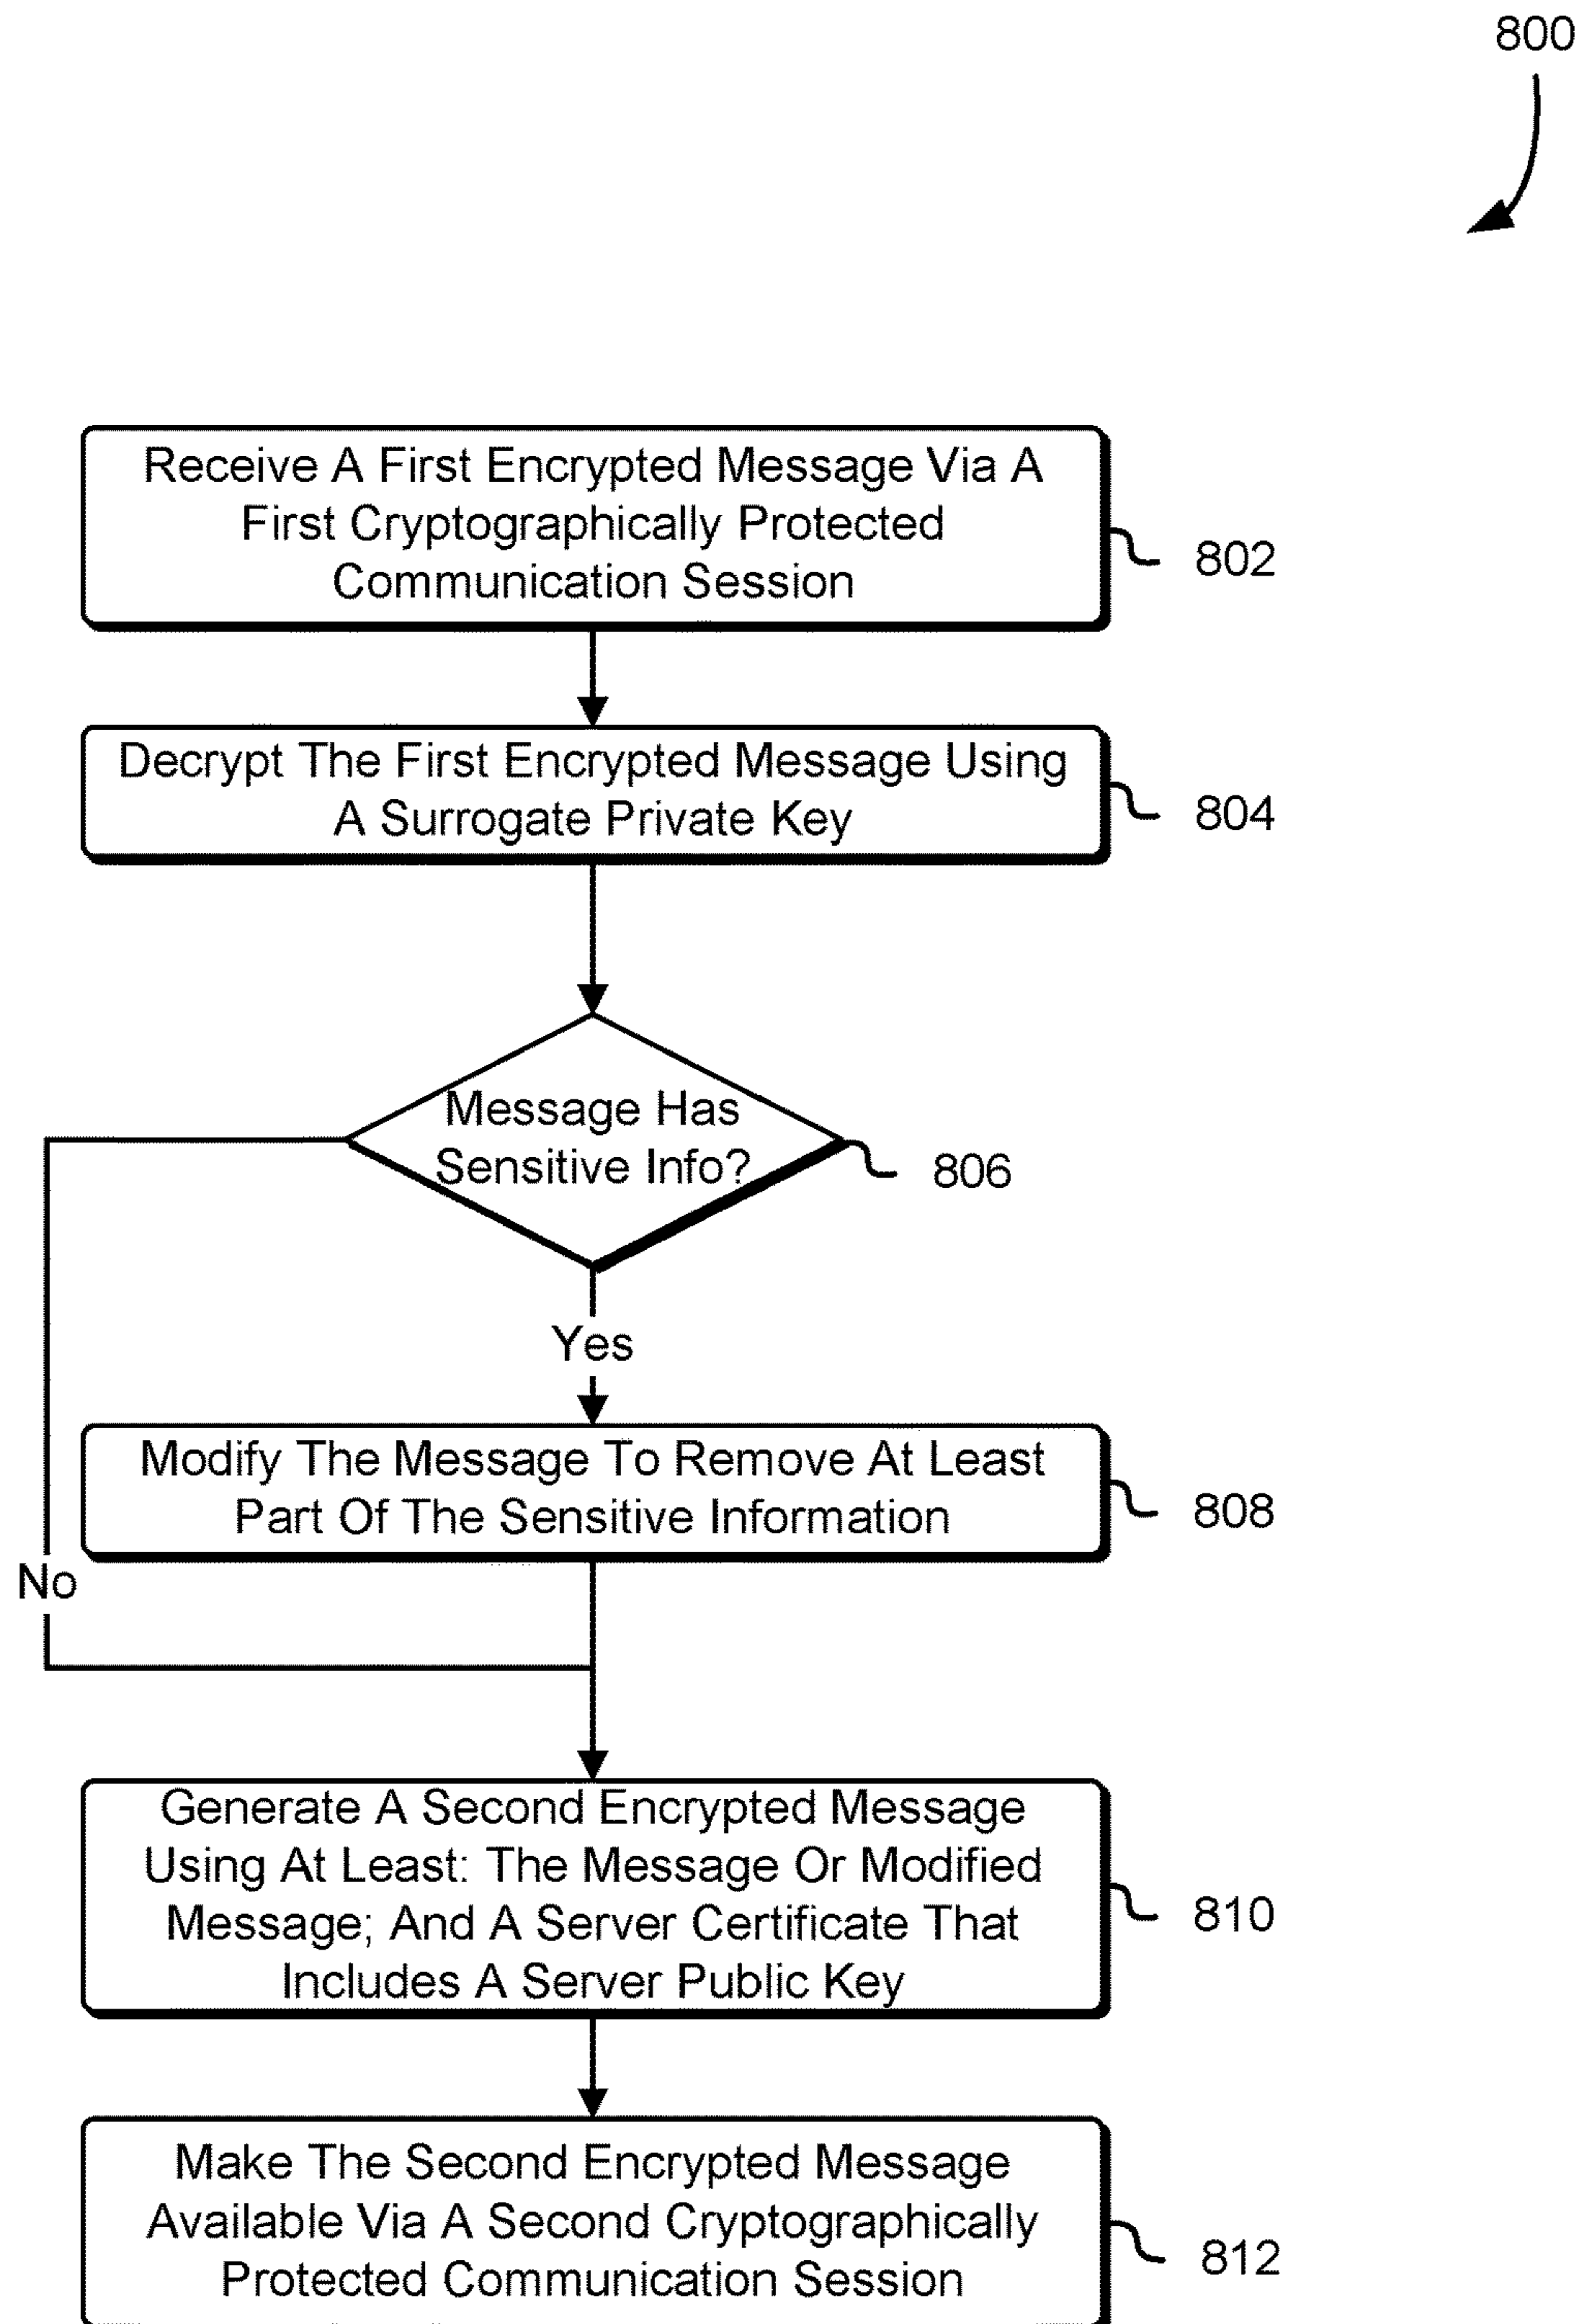 800
Receive A First Encrypted Message Via A
First Cryptographically Protected
Communication Session
802
Decrypt The First Encrypted Message Using
A Surrogate Private Key
804
Message Has
Sensitive Info?
806
Yes
Modify The Message To Remove At Least
Part Of The Sensitive Information
808
No
Generate A Second Encrypted Message
Using At Least: The Message Or Modified
Message; And A Server Certificate That
Includes A Server Public Key
810
Make The Second Encrypted Message
Available Via A Second Cryptographically
Protected Communication Session
812